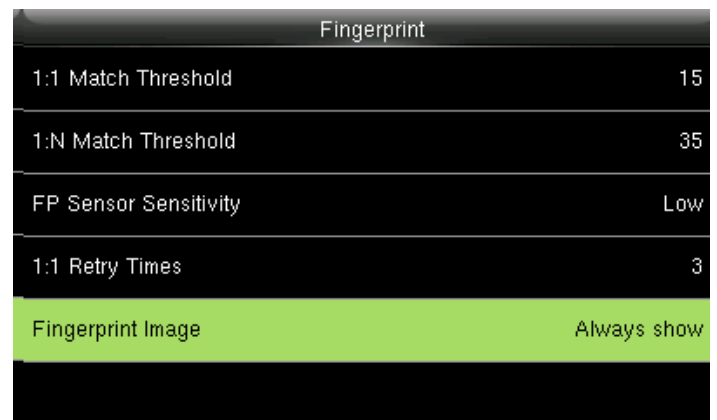 Fingerprint
1:1 Match Threshold 15
1:N Match Threshold 35
FP Sensor Sensitivity Low
1:1 Retry Times 3
Fingerprint Image Always show